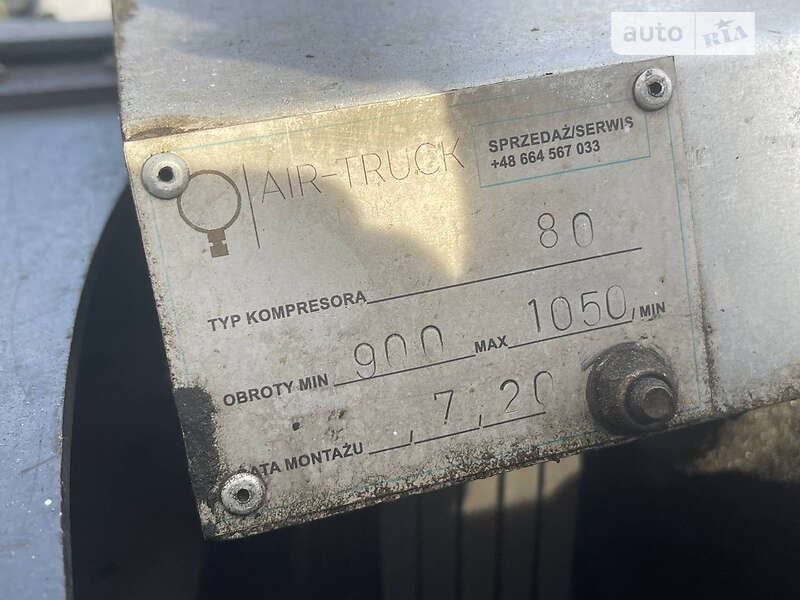 auto RIA
AIR-TRUCK
SPRZEDAŻ/SERWIS
+48 664 567 033
TYP KOMPRESORA 80
OBROTY MIN 900 MAX 1050 /MIN
DATA MONTAŻU , 7 , 20